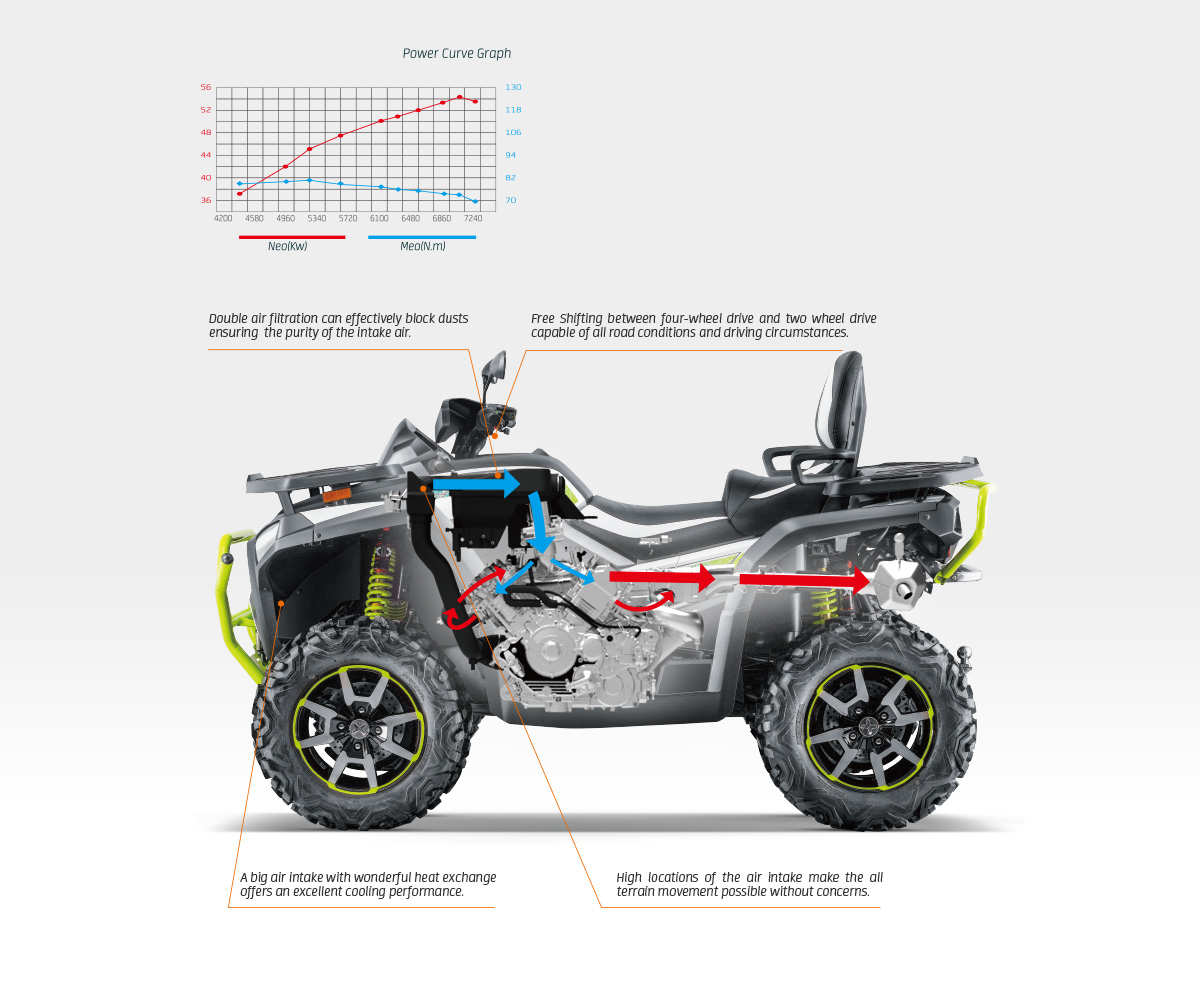 Power Curve Graph
56
52
48
44
40
36
130
118
106
94
82
70
4200 4580 4960 5340 5720 6100 6480 6860 7240
Neo(Kw) Meo(N.m)
Double air filtration can effectively block dusts
ensuring the purity of the intake air.
Free Shifting between four-wheel drive and two wheel drive
capable of all road conditions and driving circumstances.
A big air intake with wonderful heat exchange
offers an excellent cooling performance.
High locations of the air intake make the all
terrain movement possible without concerns.